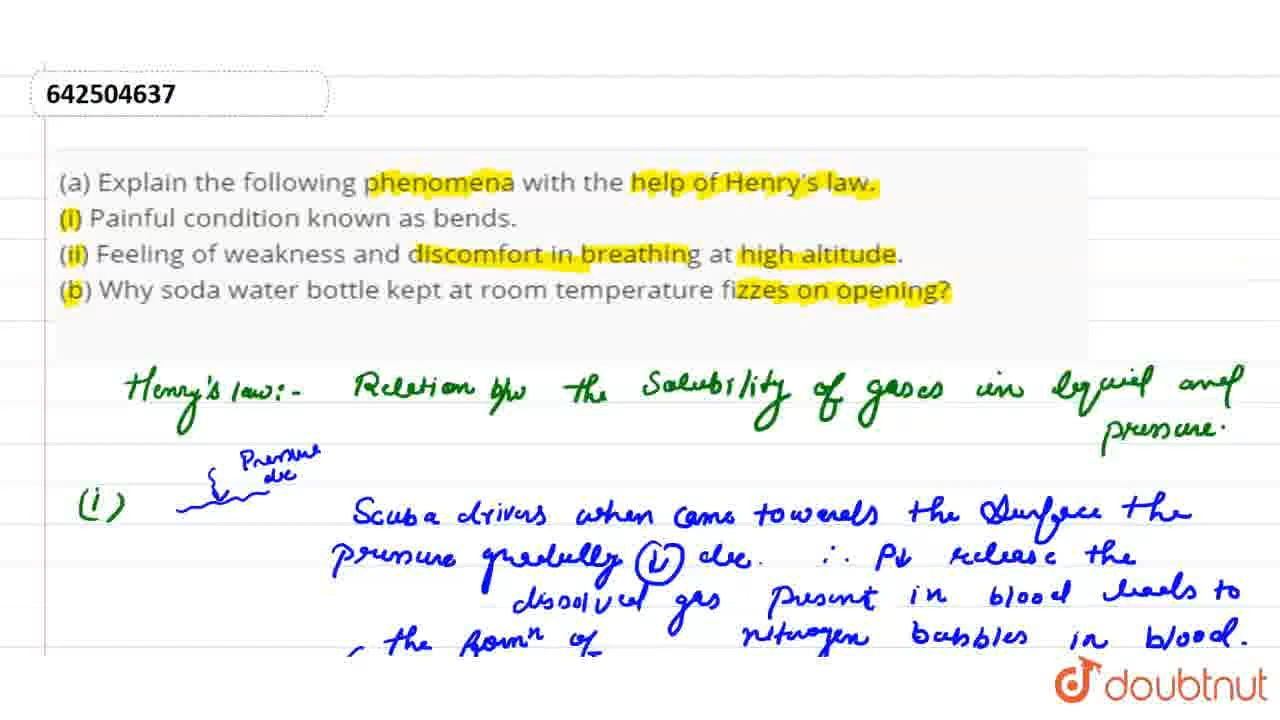 642504637
(a) Explain the following phenomena with the help of Henry's law.
(i) Painful condition known as bends.
(ii) Feeling of weakness and discomfort in breathing at high altitude.
(b) Why soda water bottle kept at room temperature fizzes on opening?
Henry's law:- Relation b/w the Solubility of gases in liquid and
pressure.
Pressure
dec
(i) Scuba drivers when came towards the Surface the
pressure gradually (↓) dec. ∴ P↓ release the
dissolved gas present in blood leads to
the formⁿ of nitrogen bubbles in blood.
doubtnut